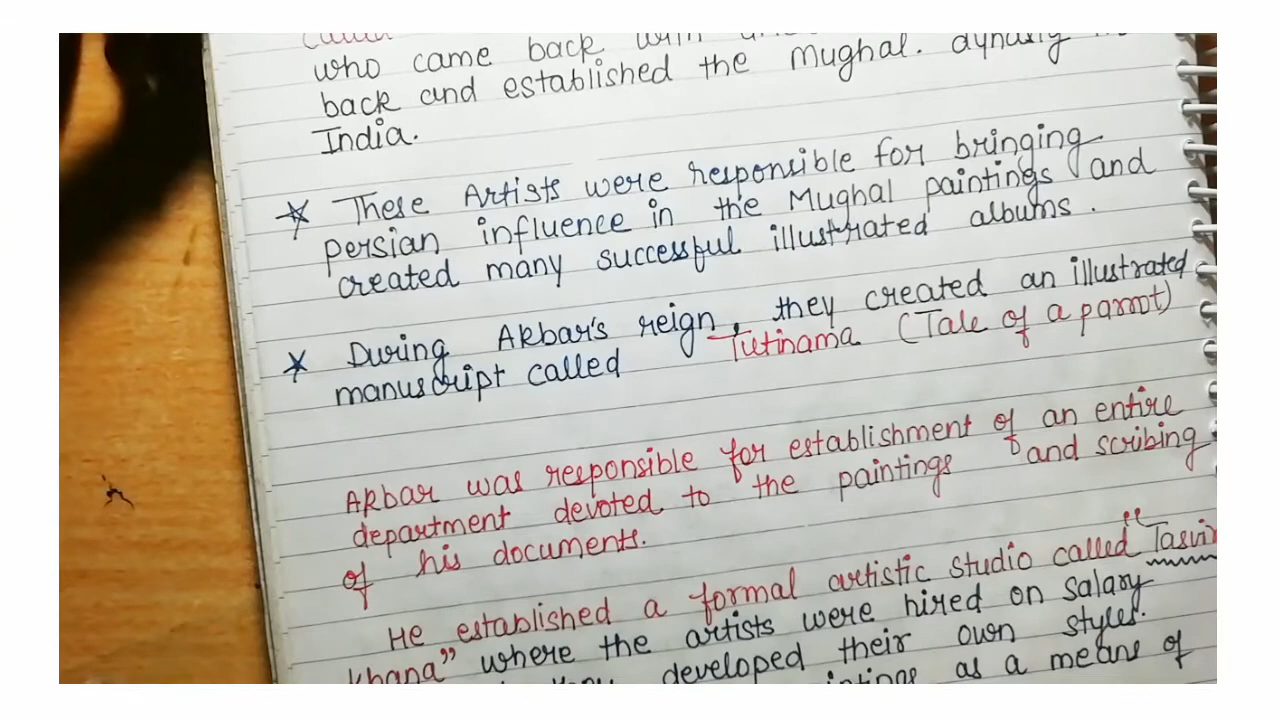 who came back
back and established the mughal. dynasty
India.
These Artists were responsible for bringing
persian influence in the Mughal paintings and
created many successful illustrated albums.
During Akbar's reign, they created an illustrated
manuscript called Tutinama (Tale of a parrot)
Akbar was responsible for establishment of an entire
department devoted to the paintings and scribing
of his documents.
He established a formal artistic studio called "Tasvir
khana" where the artists were hired on salary
developed their own styles.
as a means of